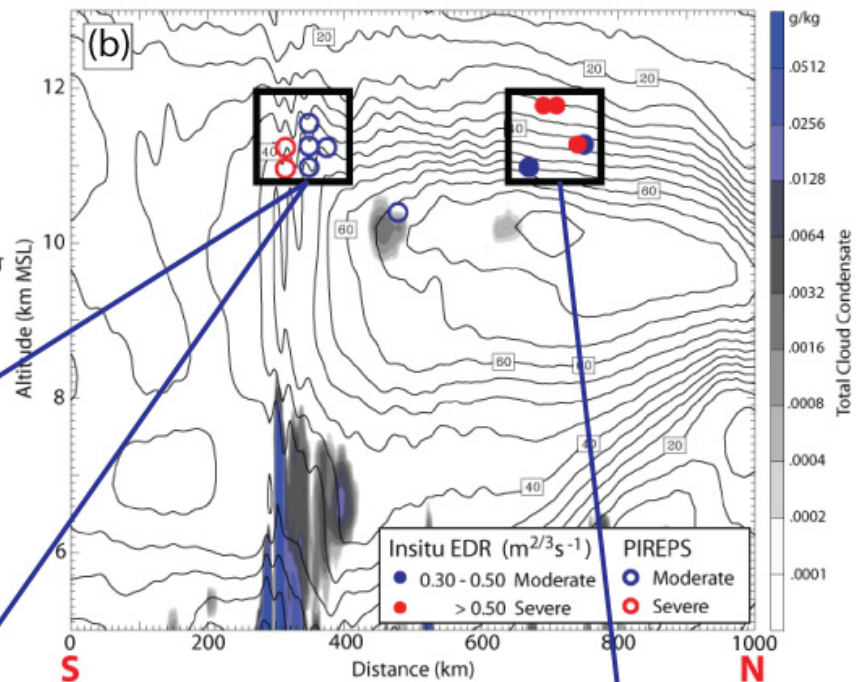 (b)
g/kg
.0512
.0256
.0128
.0064
.0032
.0016
.0008
.0004
.0002
.0001
Total Cloud Condensate
12
10
8
6
Altitude (km MSL)
20
20
20
40
40
60
60
60
60
40
20
40
Insitu EDR (m2/3s-1)
PIREPS
0.30 - 0.50 Moderate
Moderate
> 0.50 Severe
Severe
0
200
400
600
800
1000
S
Distance (km)
N